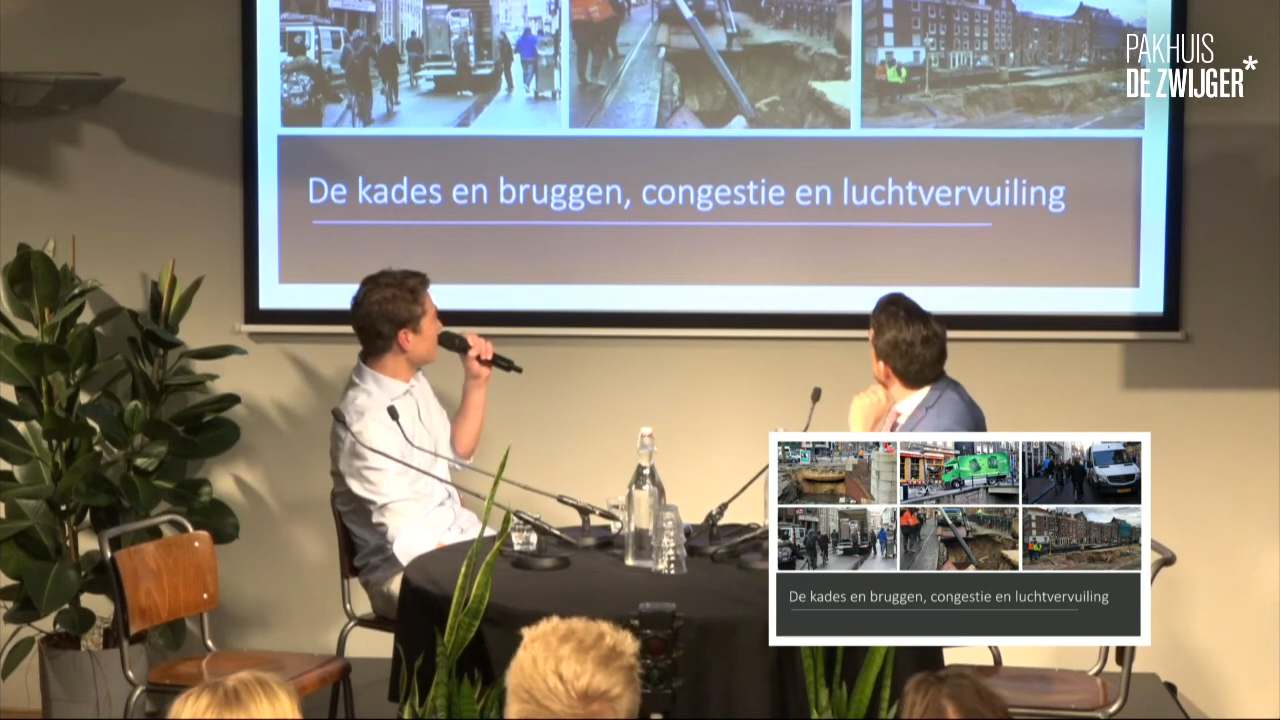 PAKHUIS
DE ZWIJGER*
De kades en bruggen, congestie en luchtvervuiling
De kades en bruggen, congestie en luchtvervuiling